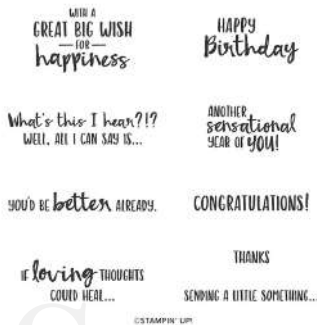 WITH A
GREAT BIG WISH
FOR
happiness
HAPPY
Birthday
What's this I hear?!?
WELL, ALL I CAN SAY IS...
ANOTHER
sensational
YEAR OF YOU!
YOU'D BE better ALREADY.
CONGRATULATIONS!
IF loving THOUGHTS
COULD HEAL...
THANKS
SENDING A LITTLE SOMETHING...
©STAMPIN' UP!